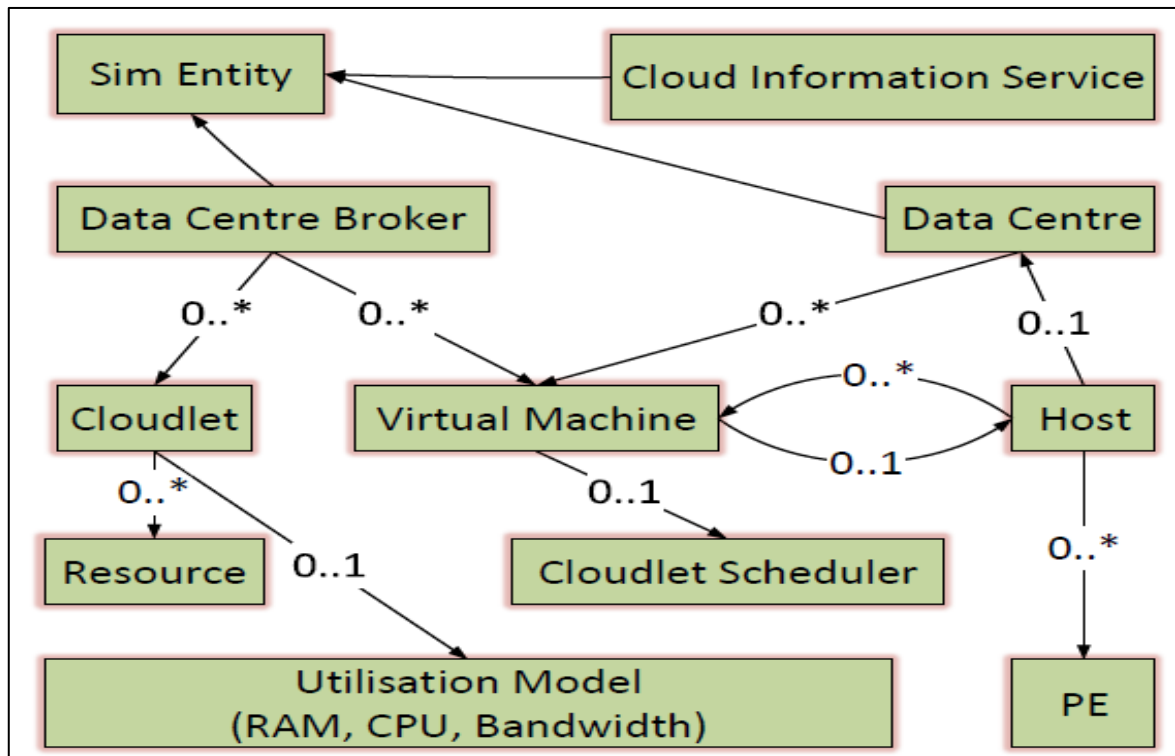 Sim Entity
Cloud Information Service
Data Centre Broker
Data Centre
0..*
0..*
0..*
0..1
Cloudlet
Virtual Machine
0..*
0..1
Host
0..*
0..1
0..1
0..*
Resource
Cloudlet Scheduler
Utilisation Model
(RAM, CPU, Bandwidth)
PE